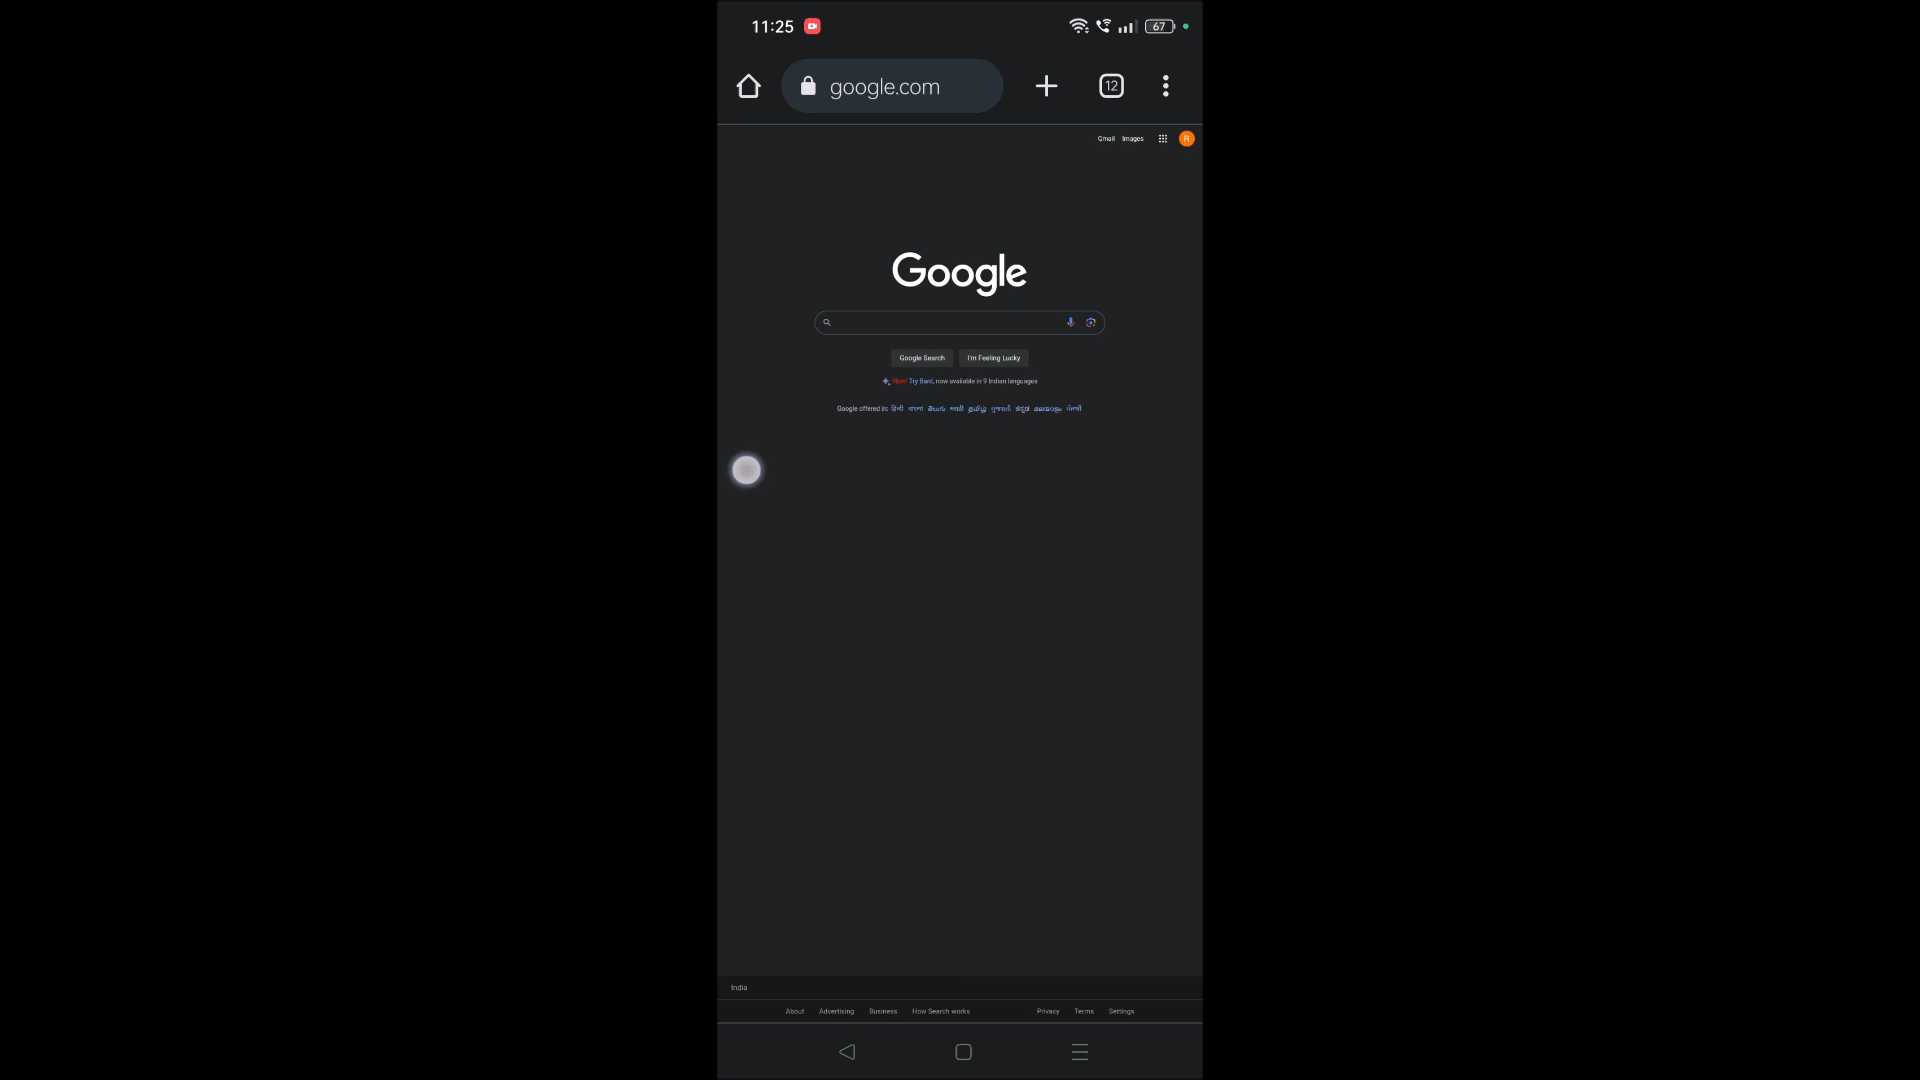 11:25
67
google.com
12
Gmail Images
R
Google
Google Search I'm Feeling Lucky
New! Try Bard, now available in 9 Indian languages
Google offered in: हिन्दी বাংলা తెలుగు मराठी தமிழ் ગુજરાતી ಕನ್ನಡ മലയാളം ਪੰਜਾਬੀ
India
About Advertising Business How Search works Privacy Terms Settings